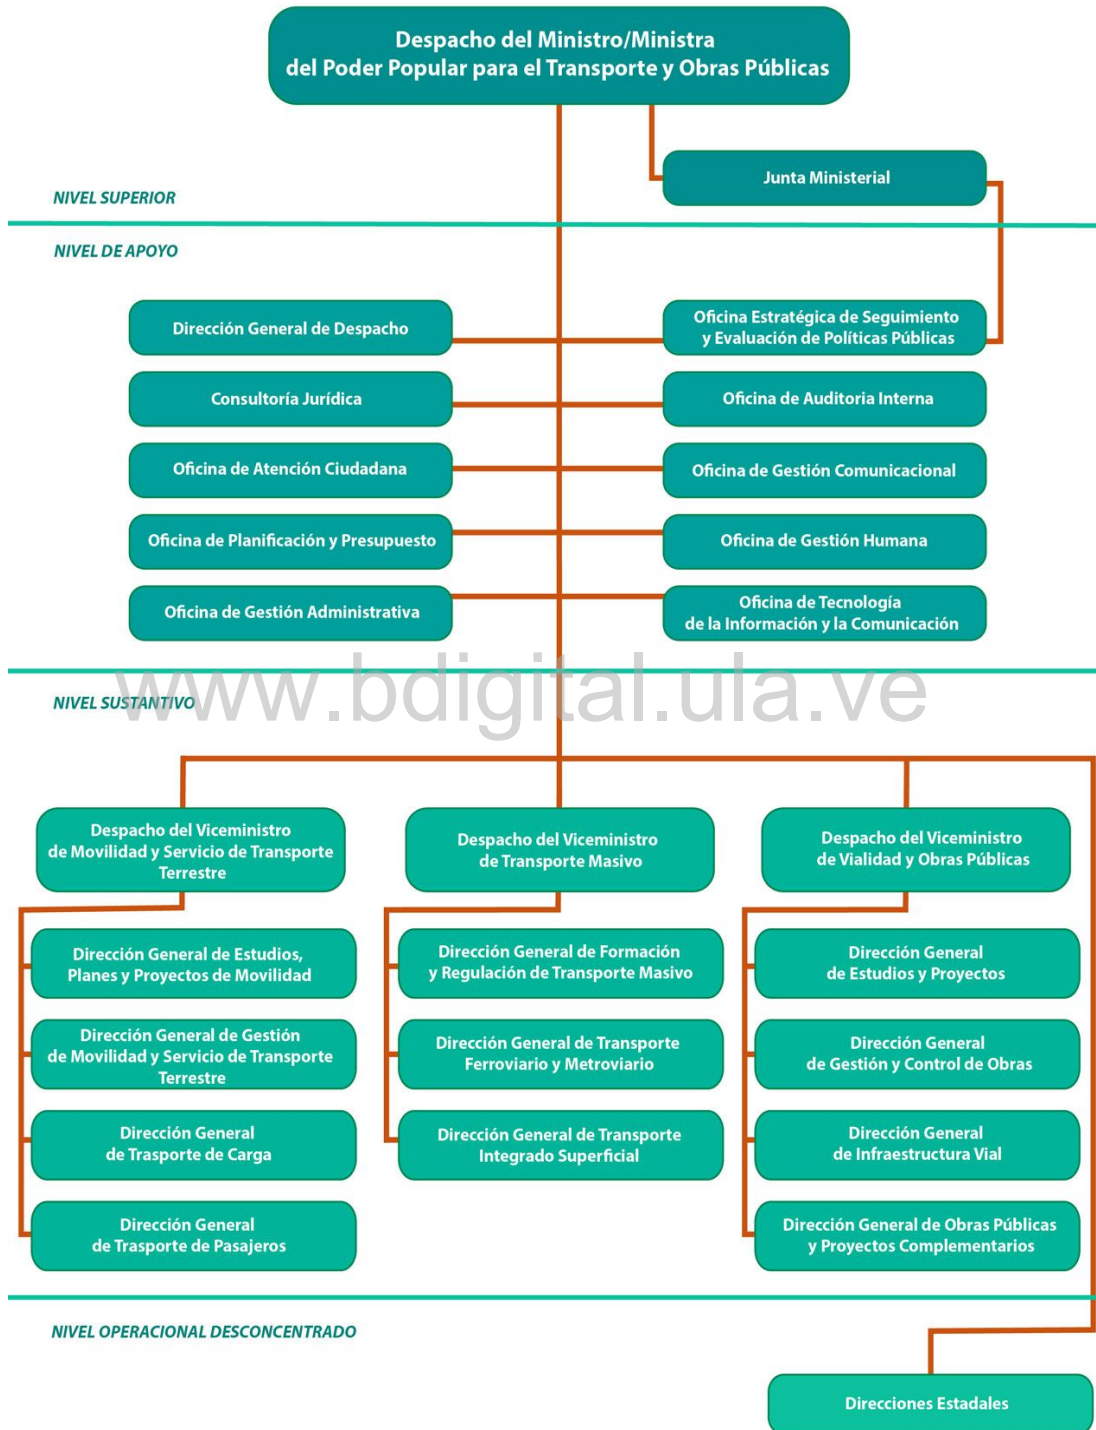 Despacho del Ministro/Ministra
del Poder Popular para el Transporte y Obras Públicas
Junta Ministerial
NIVEL SUPERIOR
NIVEL DE APOYO
Dirección General de Despacho
Oficina Estratégica de Seguimiento
y Evaluación de Políticas Públicas
Consultoría Jurídica
Oficina de Auditoria Interna
Oficina de Atención Ciudadana
Oficina de Gestión Comunicacional
Oficina de Planificación y Presupuesto
Oficina de Gestión Humana
Oficina de Gestión Administrativa
Oficina de Tecnología
de la Información y la Comunicación
www.bdigital.ula.ve
NIVEL SUSTANTIVO
Despacho del Viceministro
de Movilidad y Servicio de Transporte
Terrestre
Despacho del Viceministro
de Transporte Masivo
Despacho del Viceministro
de Vialidad y Obras Públicas
Dirección General de Estudios,
Planes y Proyectos de Movilidad
Dirección General de Formación
y Regulación de Transporte Masivo
Dirección General
de Estudios y Proyectos
Dirección General de Gestión
de Movilidad y Servicio de Transporte
Terrestre
Dirección General de Transporte
Ferroviario y Metroviario
Dirección General
de Gestión y Control de Obras
Dirección General
de Trasporte de Carga
Dirección General de Transporte
Integrado Superficial
Dirección General
de Infraestructura Vial
Dirección General
de Trasporte de Pasajeros
Dirección General de Obras Públicas
y Proyectos Complementarios
NIVEL OPERACIONAL DESCONCENTRADO
Direcciones Estadales